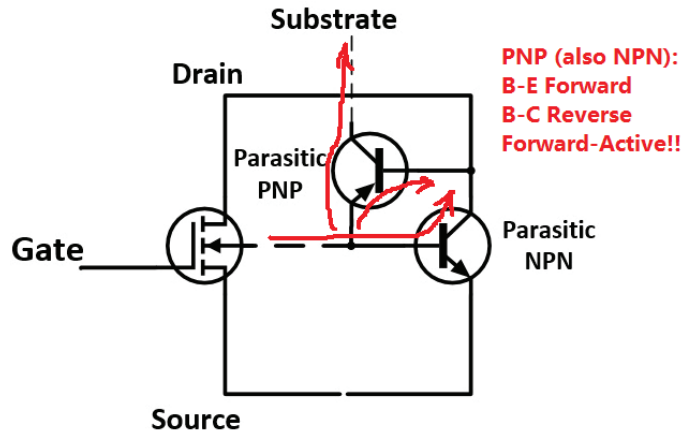 Substrate
Drain
PNP (also NPN):
B-E Forward
B-C Reverse
Forward-Active!!
Parasitic
PNP
Gate
Parasitic
NPN
Source